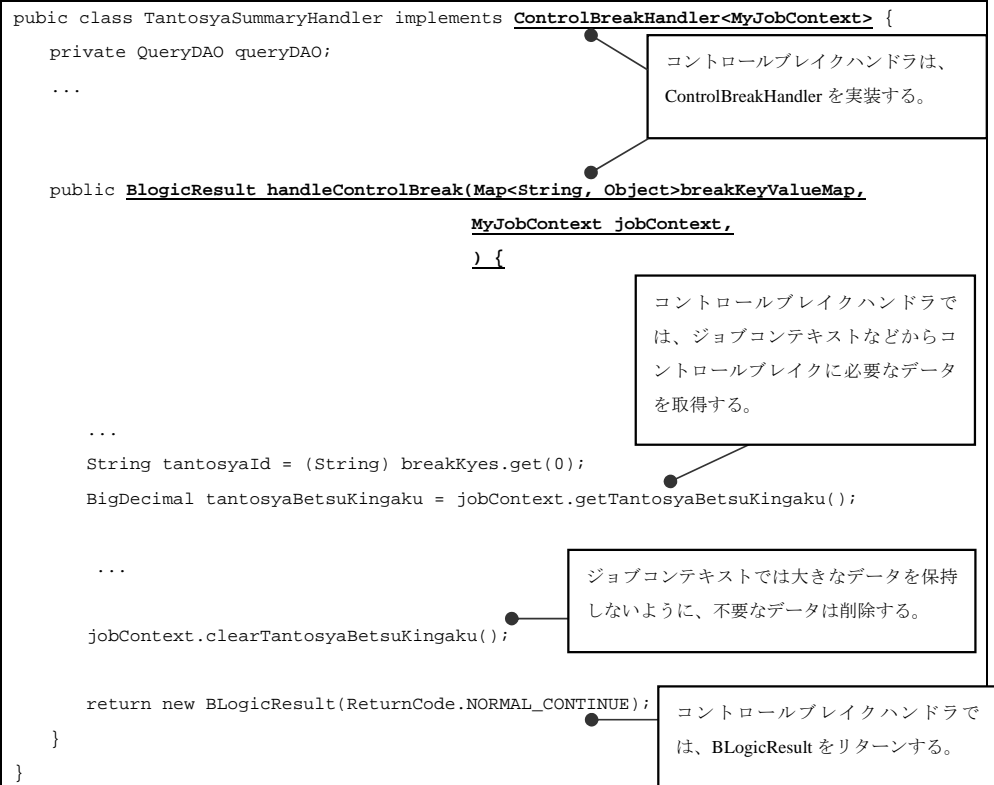 public class TantosyaSummaryHandler implements ControlBreakHandler<MyJobContext> {
private QueryDAO queryDAO;
...
コントロールブレイクハンドラは、
ControlBreakHandler を実装する。
public BlogicResult handleControlBreak(Map<String, Object>breakKeyValueMap,
MyJobContext jobContext,
) {
コントロールブレイクハンドラで
は、ジョブコンテキストなどからコ
ントロールブレイクに必要なデータ
を取得する。
...
String tantosyaId = (String) breakKyes.get(0);
BigDecimal tantosyaBetsuKingaku = jobContext.getTantosyaBetsuKingaku();
...
ジョブコンテキストでは大きなデータを保持
しないように、不要なデータは削除する。
jobContext.clearTantosyaBetsuKingaku();
return new BLogicResult(ReturnCode.NORMAL_CONTINUE);
コントロールブレイクハンドラで
は、BLogicResult をリターンする。
}
}